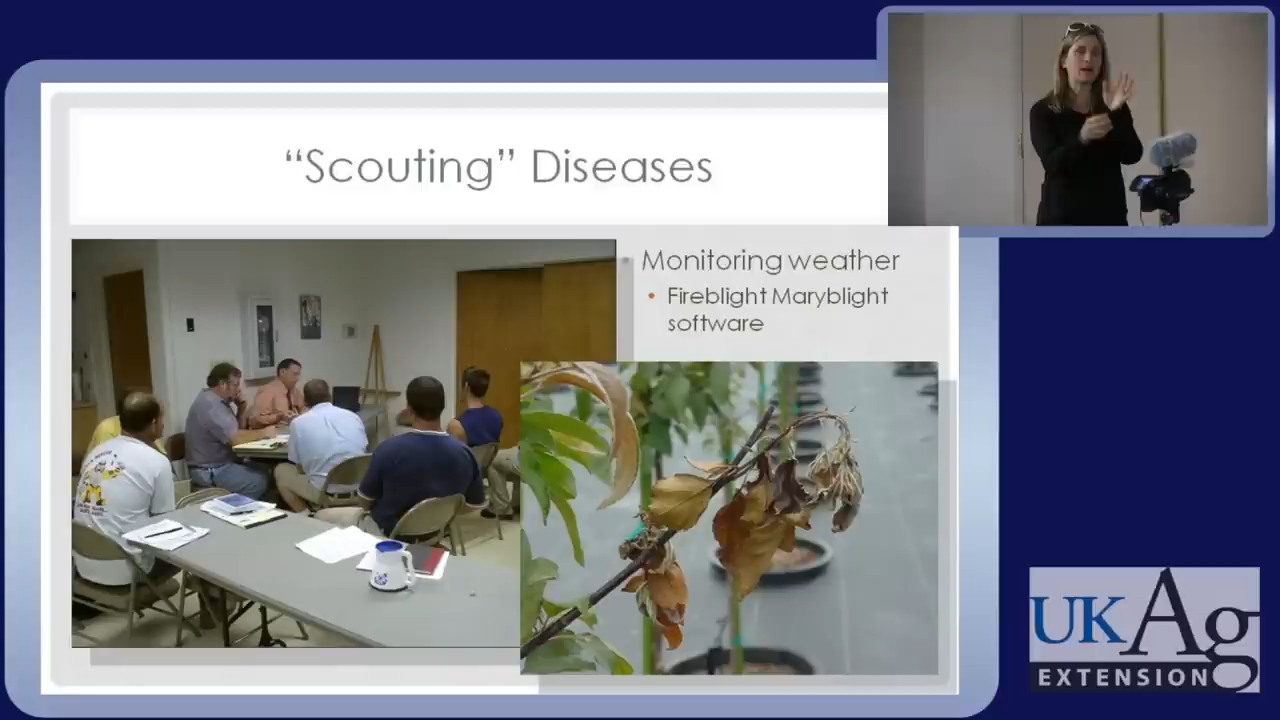 “Scouting” Diseases
Monitoring weather
• Fireblight Maryblight
software
UKAg
EXTENSION